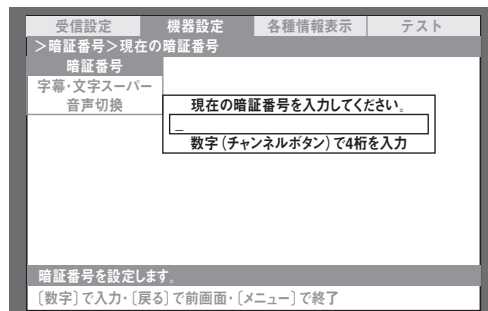 受信設定 機器設定 各種情報表示 テスト
＞暗証番号＞現在の暗証番号
暗証番号
字幕・文字スーパー
音声切換
現在の暗証番号を入力してください。
_
数字（チャンネルボタン）で4桁を入力
暗証番号を設定します。
〔数字〕で入力・〔戻る〕で前画面・〔メニュー〕で終了